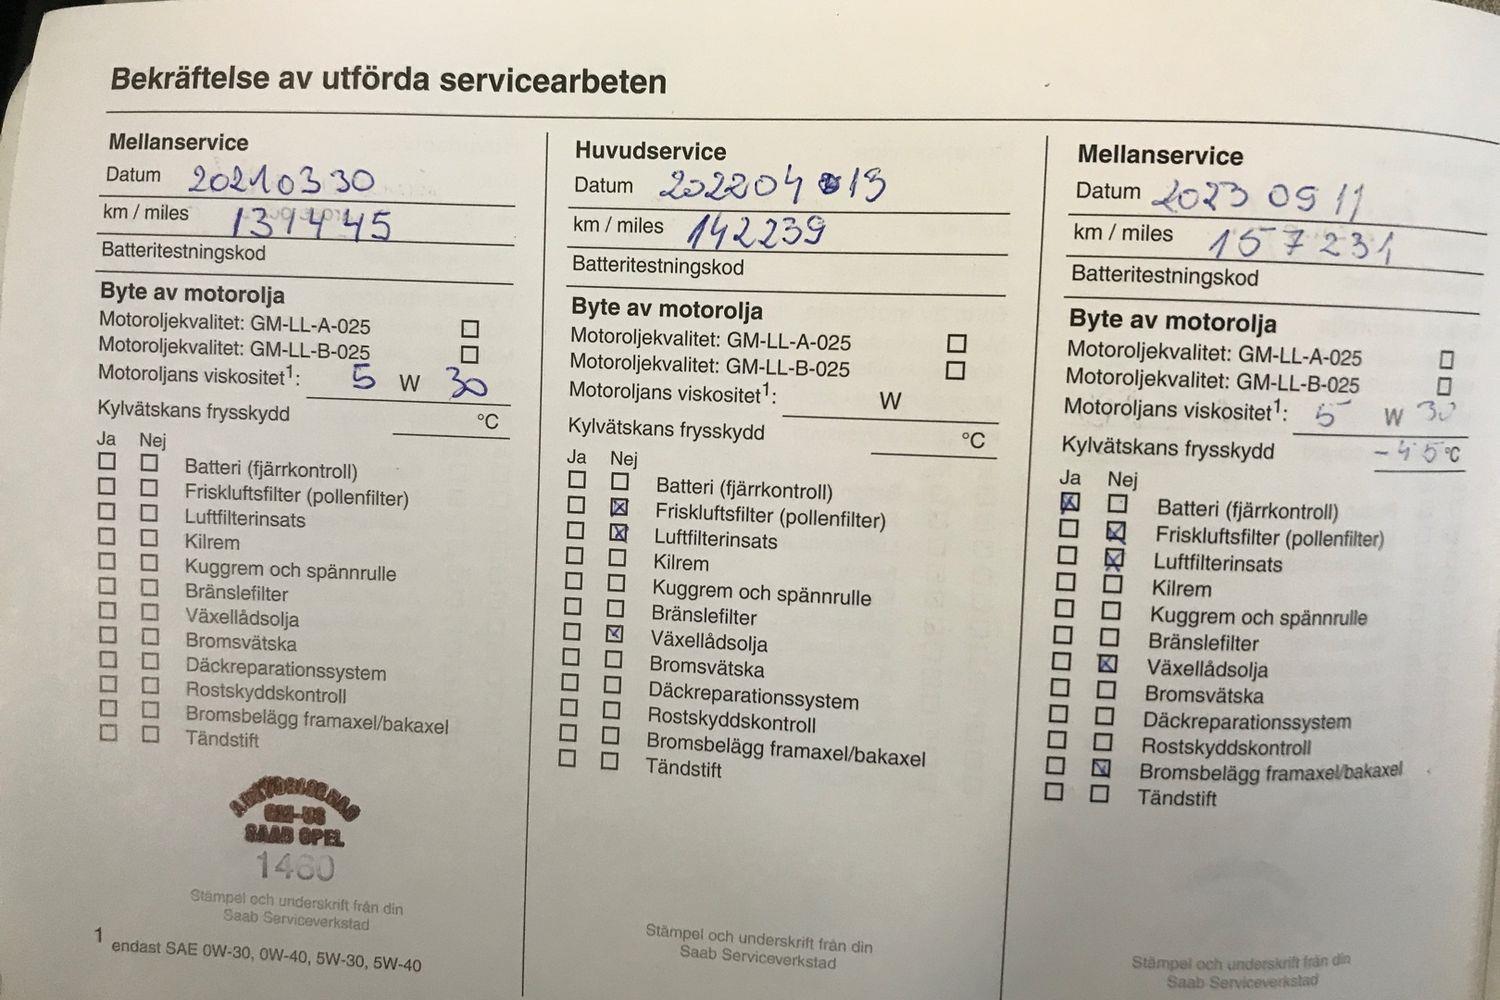 Bekräftelse av utförda servicearbeten
Mellanservice
Datum 20210330
km / miles 139445
Batteritestningskod
Byte av motorolja
Motoroljekvalitet: GM-LL-A-025
Motoroljekvalitet: GM-LL-B-025
Motoroljans viskositet1: 5 W 30
Kylvätskans frysskydd °C
Ja Nej
Batteri (fjärrkontroll)
Friskluftsfilter (pollenfilter)
Luftfilterinsats
Kilrem
Kuggrem och spännrulle
Bränslefilter
Växellådsolja
Bromsvätska
Däckreparationssystem
Rostskyddskontroll
Bromsbelägg framaxel/bakaxel
Tändstift
GM-US
SAAB OPEL
1460
Stämpel och underskrift från din
Saab Serviceverkstad
1 endast SAE 0W-30, 0W-40, 5W-30, 5W-40
Huvudservice
Datum 202204 13
km / miles 142239
Batteritestningskod
Byte av motorolja
Motoroljekvalitet: GM-LL-A-025
Motoroljekvalitet: GM-LL-B-025
Motoroljans viskositet1: W
Kylvätskans frysskydd °C
Ja Nej
Batteri (fjärrkontroll)
Friskluftsfilter (pollenfilter)
Luftfilterinsats
Kilrem
Kuggrem och spännrulle
Bränslefilter
Växellådsolja
Bromsvätska
Däckreparationssystem
Rostskyddskontroll
Bromsbelägg framaxel/bakaxel
Tändstift
Stämpel och underskrift från din
Saab Serviceverkstad
Mellanservice
Datum 2023 09 11
km / miles 157231
Batteritestningskod
Byte av motorolja
Motoroljekvalitet: GM-LL-A-025
Motoroljekvalitet: GM-LL-B-025
Motoroljans viskositet1: 5 W 30
Kylvätskans frysskydd -45 °C
Ja Nej
Batteri (fjärrkontroll)
Friskluftsfilter (pollenfilter)
Luftfilterinsats
Kilrem
Kuggrem och spännrulle
Bränslefilter
Växellådsolja
Bromsvätska
Däckreparationssystem
Rostskyddskontroll
Bromsbelägg framaxel/bakaxel
Tändstift
Stämpel och underskrift från din
Saab Serviceverkstad